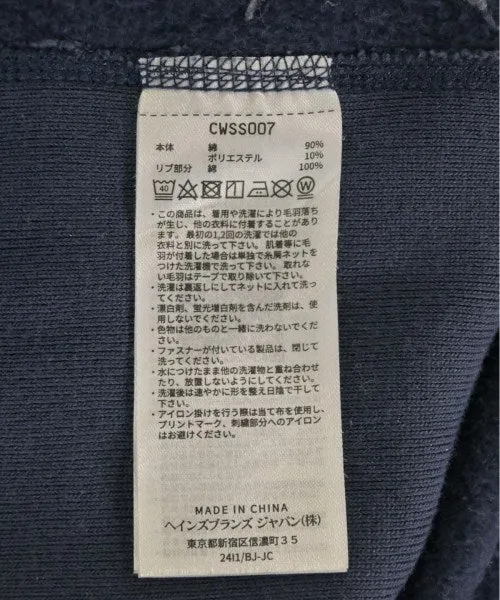 CWSS007
本体 綿 90%
ポリエステル 10%
リブ部分 綿 100%
40 W
・この商品は、着用や洗濯により毛羽落ち
が生じ、他の衣料に付着することがあり
ます。最初の1,2回の洗濯では他の
衣料と別に洗って下さい。肌着等に毛
羽が付着した場合は単独で糸屑ネットを
つけた洗濯機で洗って下さい。取れな
い毛羽はテープで取り除いて下さい。
・洗濯は裏返しにしてネットに入れて洗っ
てください。
・漂白剤、蛍光増白剤を含んだ洗剤は、使
用しないでください。
・色物は他のものと一緒に洗わないでくだ
さい。
・ファスナーが付いている製品は、閉じて
洗ってください。
・水につけたまま他の洗濯物と重ね合わせ
たり、放置しないようにしてください。
・洗濯後は速やかに形を整え日陰で干して
下さい。
・アイロン掛けを行う際は当て布を使用し、
プリントマーク、刺繍部分へのアイロン
はお避けください。
MADE IN CHINA
ヘインズブランズ ジャパン(株)
東京都新宿区信濃町35
24I1/BJ-JC